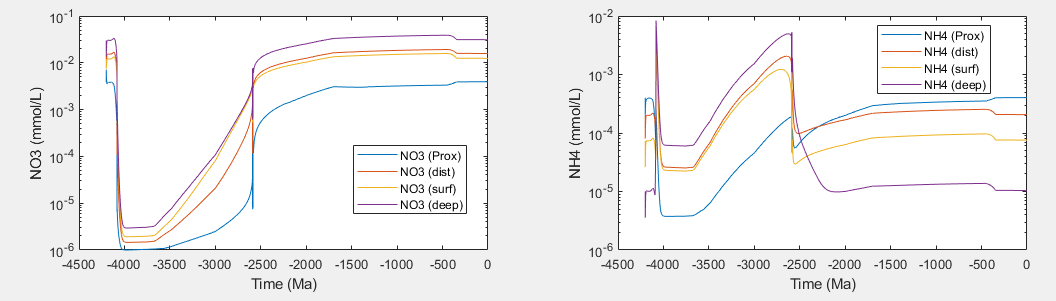 NO3 (mmol/L)
10-1
10-2
10-3
10-4
10-5
10-6
NO3 (Prox)
NO3 (dist)
NO3 (surf)
NO3 (deep)
-4500 -4000 -3500 -3000 -2500 -2000 -1500 -1000 -500 0
Time (Ma)
NH4 (mmol/L)
10-2
10-3
10-4
10-5
10-6
NH4 (Prox)
NH4 (dist)
NH4 (surf)
NH4 (deep)
-4500 -4000 -3500 -3000 -2500 -2000 -1500 -1000 -500 0
Time (Ma)